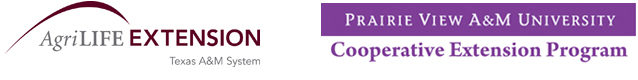 AgriLIFE EXTENSION
Texas A&M System
PRAIRIE VIEW A&M UNIVERSITY
Cooperative Extension Program